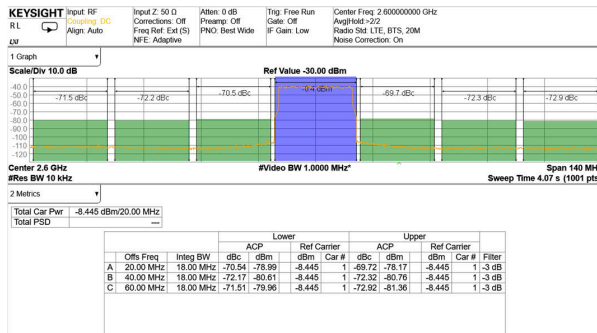 KEYSIGHT Input: RF Input Z: 50 Ω Atten: 0 dB Trig: Free Run Center Freq: 2.600000000 GHz
RL Coupling: DC Corrections: Off Preamp: Off Gate: Off Avg|Hold:>2/2
Align: Auto Freq Ref: Ext (S) PNO: Best Wide IF Gain: Low Radio Std: LTE, BTS, 20M
LXI NFE: Adaptive Noise Correction: On
1 Graph
Scale/Div 10.0 dB Ref Value -30.00 dBm
-40.0
-50.0
-60.0
-70.0
-80.0
-90.0
-100
-110
-120
-71.5 dBc -72.2 dBc -70.5 dBc -8.4 dBm -69.7 dBc -72.3 dBc -72.9 dBc
Center 2.6 GHz #Video BW 1.0000 MHz* Span 140 MH
#Res BW 10 kHz Sweep Time 4.07 s (1001 pts
2 Metrics
Total Car Pwr -8.445 dBm/20.00 MHz
Total PSD ---
Lower Upper
ACP Ref Carrier ACP Ref Carrier
Offs Freq Integ BW dBc dBm dBm Car # dBc dBm dBm Car # Filter
A 20.00 MHz 18.00 MHz -70.54 -78.99 -8.445 1 -69.72 -78.17 -8.445 1 -3 dB
B 40.00 MHz 18.00 MHz -72.17 -80.61 -8.445 1 -72.32 -80.76 -8.445 1 -3 dB
C 60.00 MHz 18.00 MHz -71.51 -79.96 -8.445 1 -72.92 -81.36 -8.445 1 -3 dB